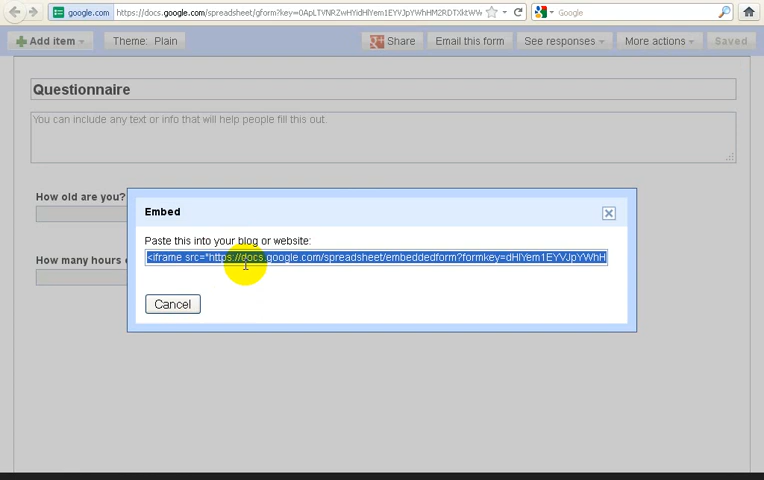 google.com https://docs.google.com/spreadsheet/gform?key=0ApLTVNRZwHYidHlYem1EYVJpYWhHM2RDTXktWW Google
Add item Theme: Plain Share Email this form See responses More actions Saved
Questionnaire
You can include any text or info that will help people fill this out.
How old are you?
How many hours o
Embed
Paste this into your blog or website:
<iframe src="https://docs.google.com/spreadsheet/embeddedform?formkey=dHlYem1EYVJpYWhH
Cancel